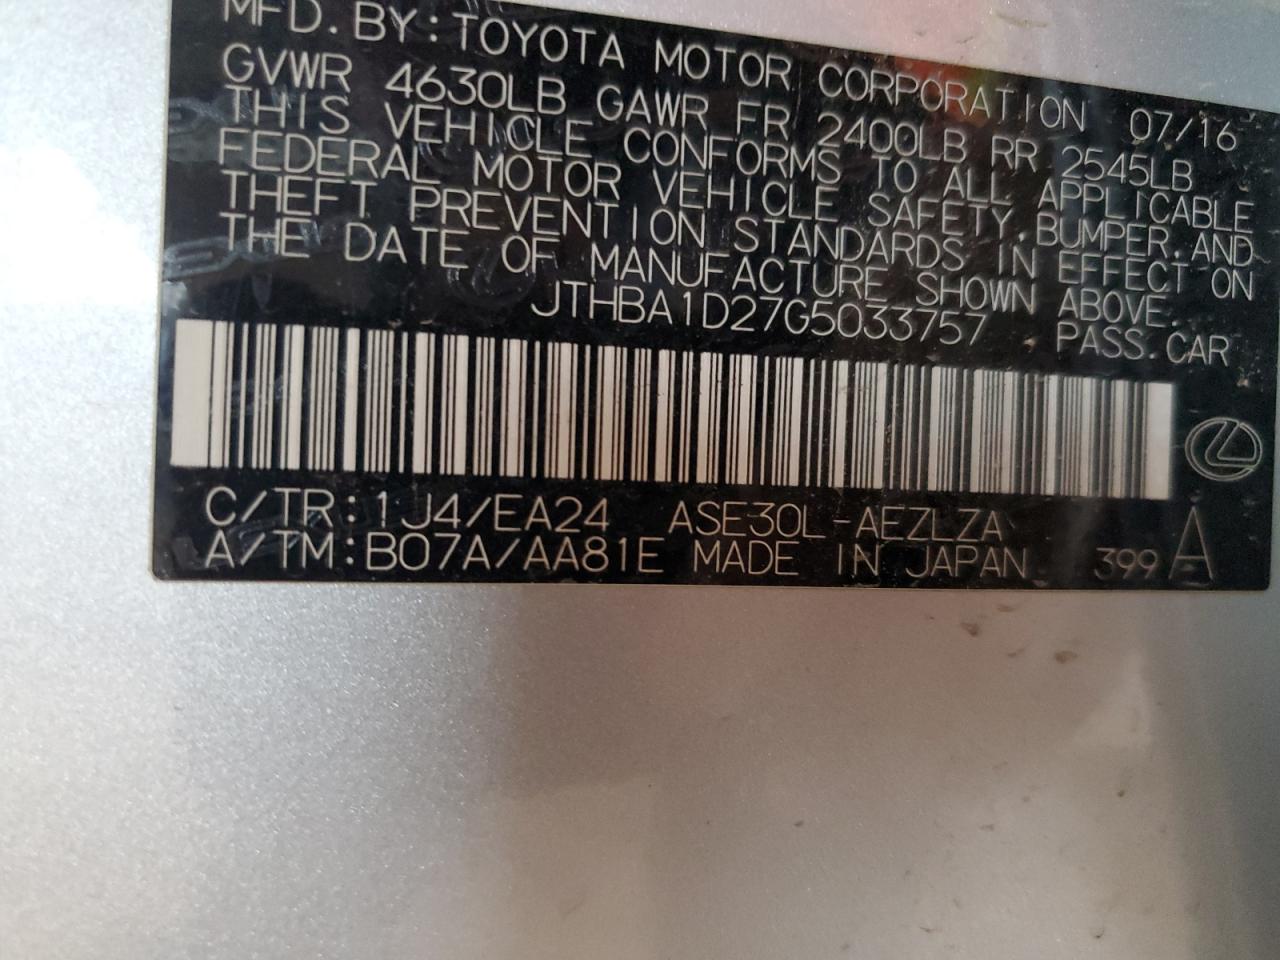 MFD. BY: TOYOTA MOTOR CORPORATION 07/16
GVWR 4630LB GAWR FR 2400LB RR 2545LB
THIS VEHICLE CONFORMS TO ALL APPLICABLE
FEDERAL MOTOR VEHICLE SAFETY, BUMPER, AND
THEFT PREVENTION STANDARDS IN EFFECT ON
THE DATE OF MANUFACTURE SHOWN ABOVE.
JTHBA1D27G5033757 PASS. CAR
C/TR: 1J4/EA24 ASE30L-AEZLZA
A/TM: B07A/AA81E MADE IN JAPAN 399 A